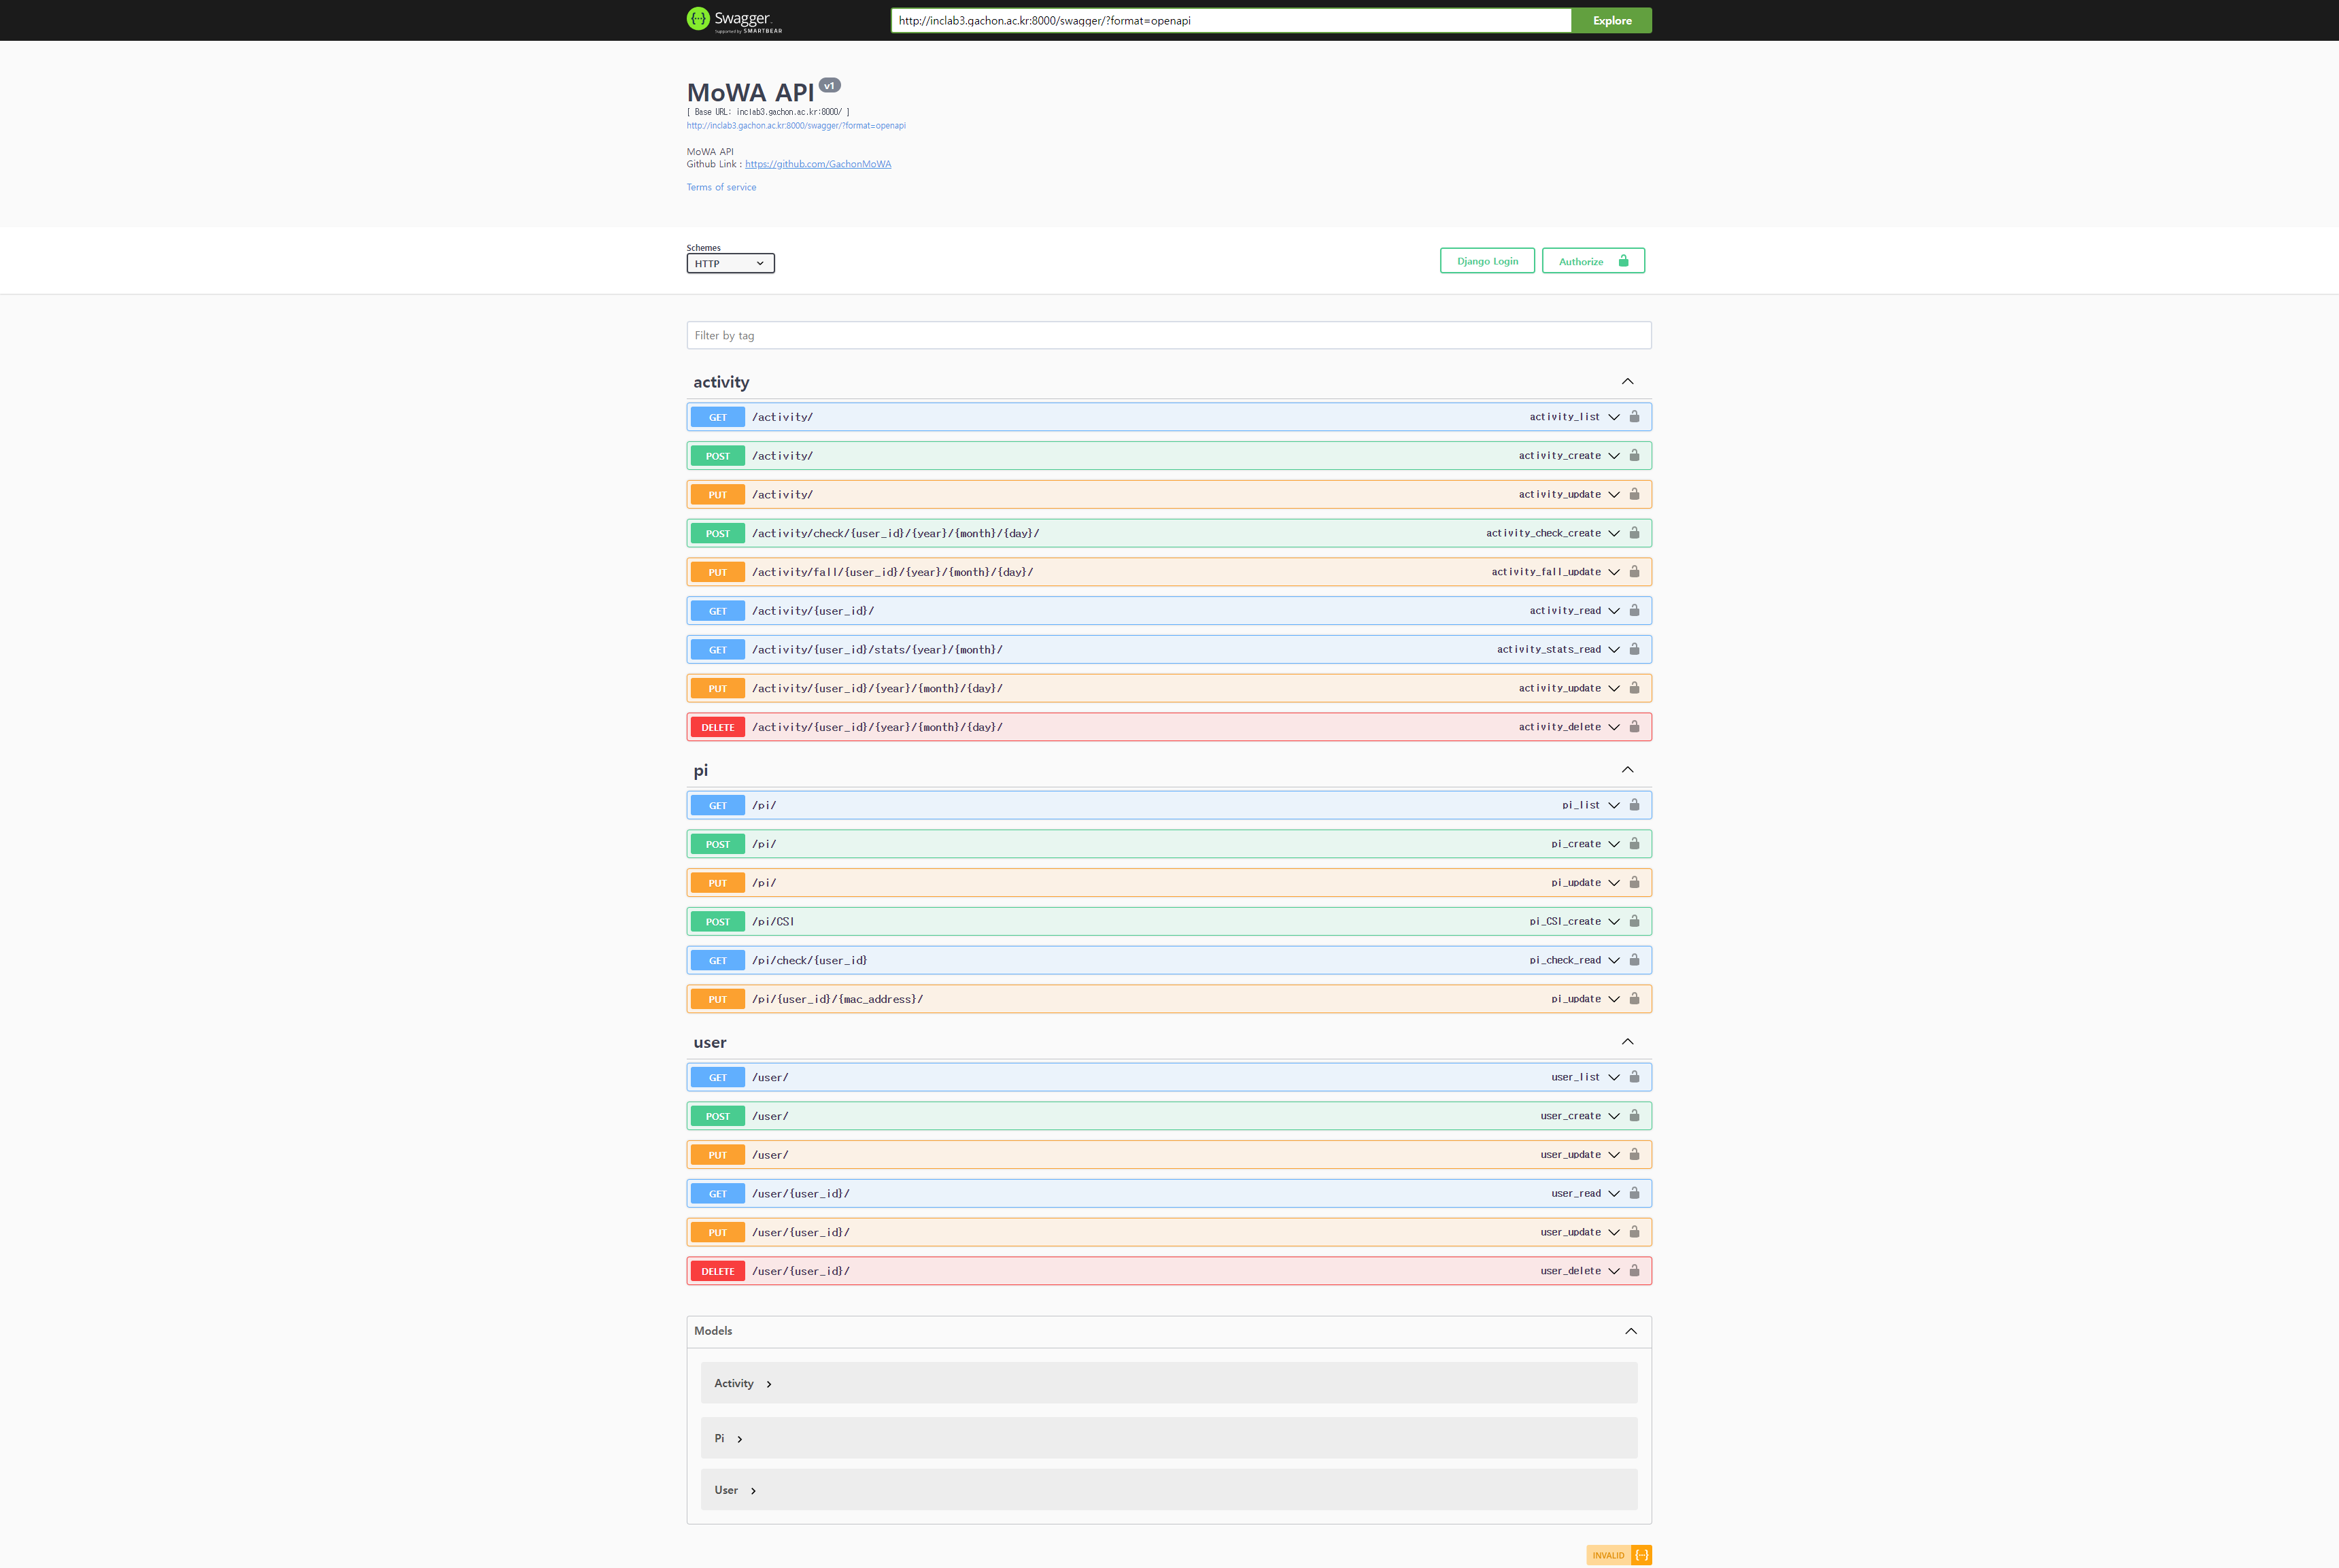 Swagger.
Supported by SMARTBEAR
http://inclab3.gachon.ac.kr:8000/swagger/?format=openapi
Explore
MoWA API v1
[ Base URL: inclab3.gachon.ac.kr:8000/ ]
http://inclab3.gachon.ac.kr:8000/swagger/?format=openapi
MoWA API
Github Link : https://github.com/GachonMoWA
Terms of service
Schemes
HTTP
Django Login
Authorize
Filter by tag
activity
GET /activity/ activity_list
POST /activity/ activity_create
PUT /activity/ activity_update
POST /activity/check/{user_id}/{year}/{month}/{day}/ activity_check_create
PUT /activity/fall/{user_id}/{year}/{month}/{day}/ activity_fall_update
GET /activity/{user_id}/ activity_read
GET /activity/{user_id}/stats/{year}/{month}/ activity_stats_read
PUT /activity/{user_id}/{year}/{month}/{day}/ activity_update
DELETE /activity/{user_id}/{year}/{month}/{day}/ activity_delete
pi
GET /pi/ pi_list
POST /pi/ pi_create
PUT /pi/ pi_update
POST /pi/CSI pi_CSI_create
GET /pi/check/{user_id} pi_check_read
PUT /pi/{user_id}/{mac_address}/ pi_update
user
GET /user/ user_list
POST /user/ user_create
PUT /user/ user_update
GET /user/{user_id}/ user_read
PUT /user/{user_id}/ user_update
DELETE /user/{user_id}/ user_delete
Models
Activity
Pi
User
INVALID {··}